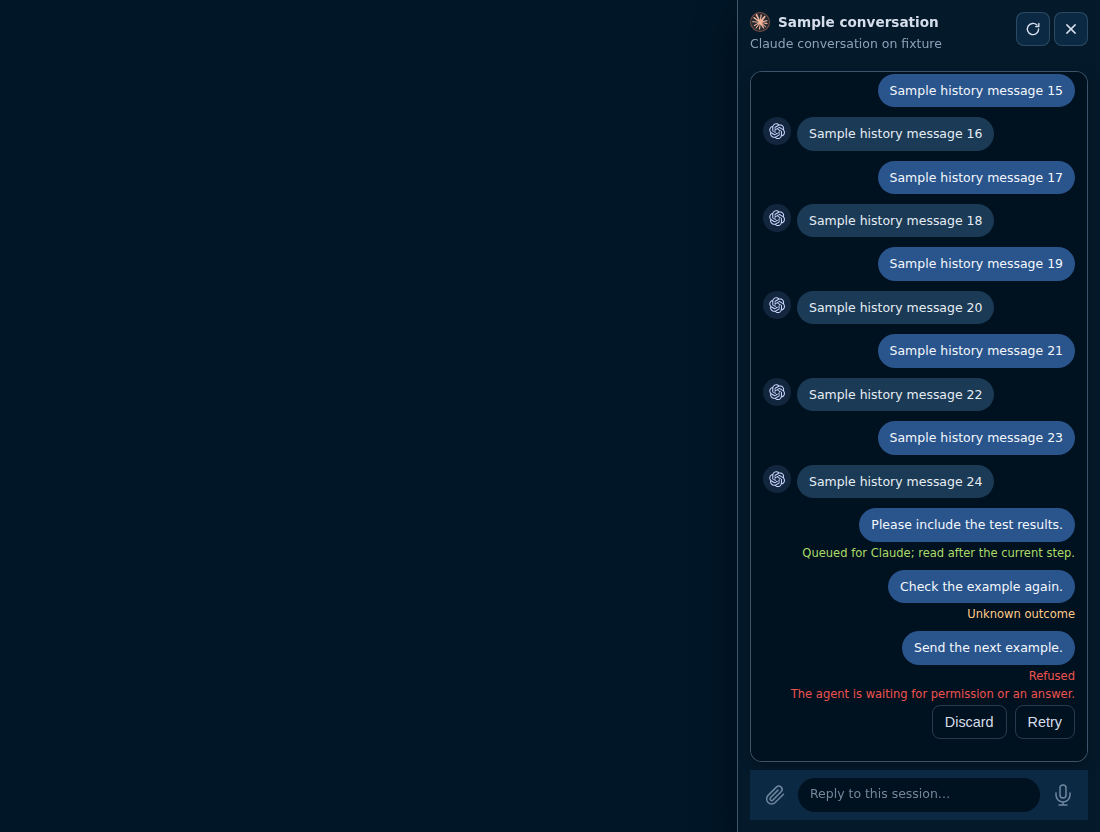 Sample conversation
Claude conversation on fixture
Sample history message 15
Sample history message 16
Sample history message 17
Sample history message 18
Sample history message 19
Sample history message 20
Sample history message 21
Sample history message 22
Sample history message 23
Sample history message 24
Please include the test results.
Queued for Claude; read after the current step.
Check the example again.
Unknown outcome
Send the next example.
Refused
The agent is waiting for permission or an answer.
Discard Retry
Reply to this session...